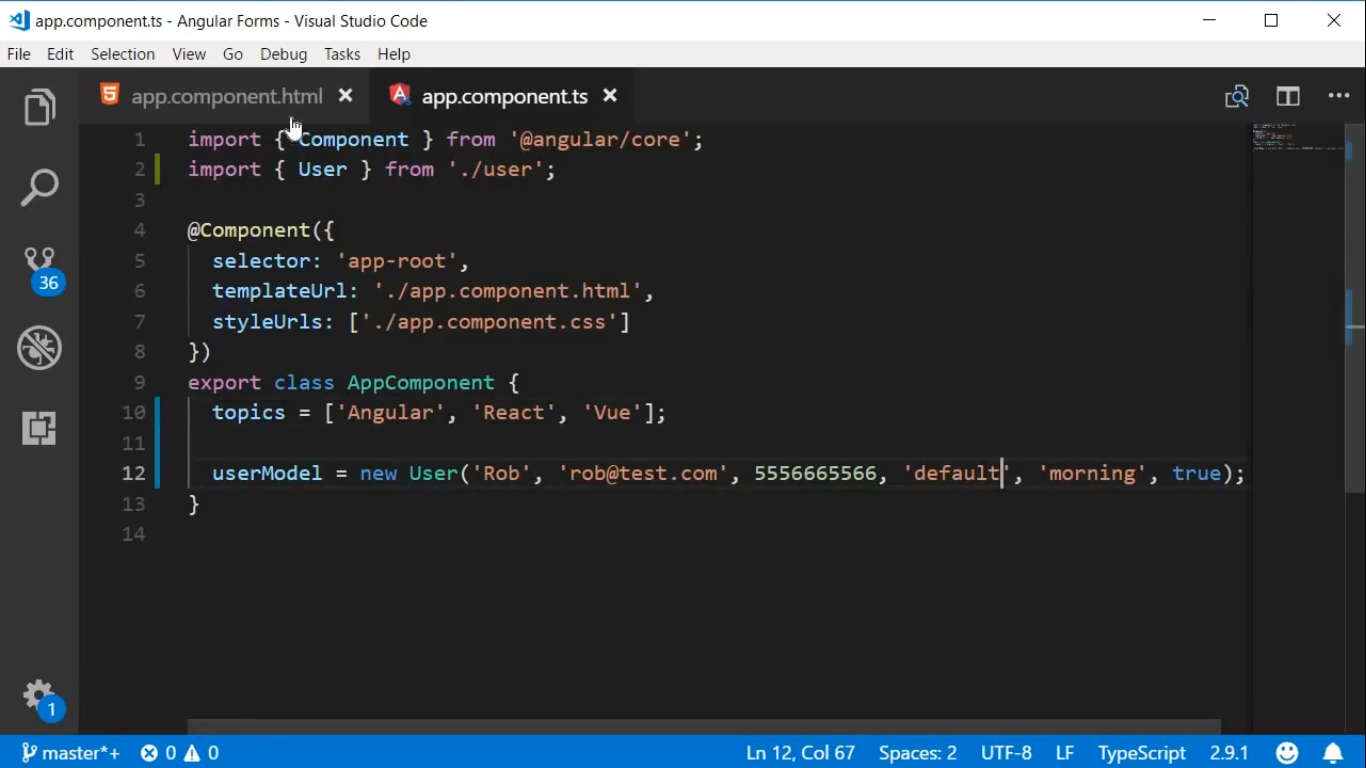 app.component.ts - Angular Forms - Visual Studio Code
File Edit Selection View Go Debug Tasks Help
app.component.html app.component.ts
1 import { Component } from '@angular/core';
2 import { User } from './user';
3
4 @Component({
5 selector: 'app-root',
6 templateUrl: './app.component.html',
7 styleUrls: ['./app.component.css']
8 })
9 export class AppComponent {
10 topics = ['Angular', 'React', 'Vue'];
11
12 userModel = new User('Rob', 'rob@test.com', 5556665566, 'default', 'morning', true);
13 }
14
36
1
master*+ 0 0 Ln 12, Col 67 Spaces: 2 UTF-8 LF TypeScript 2.9.1